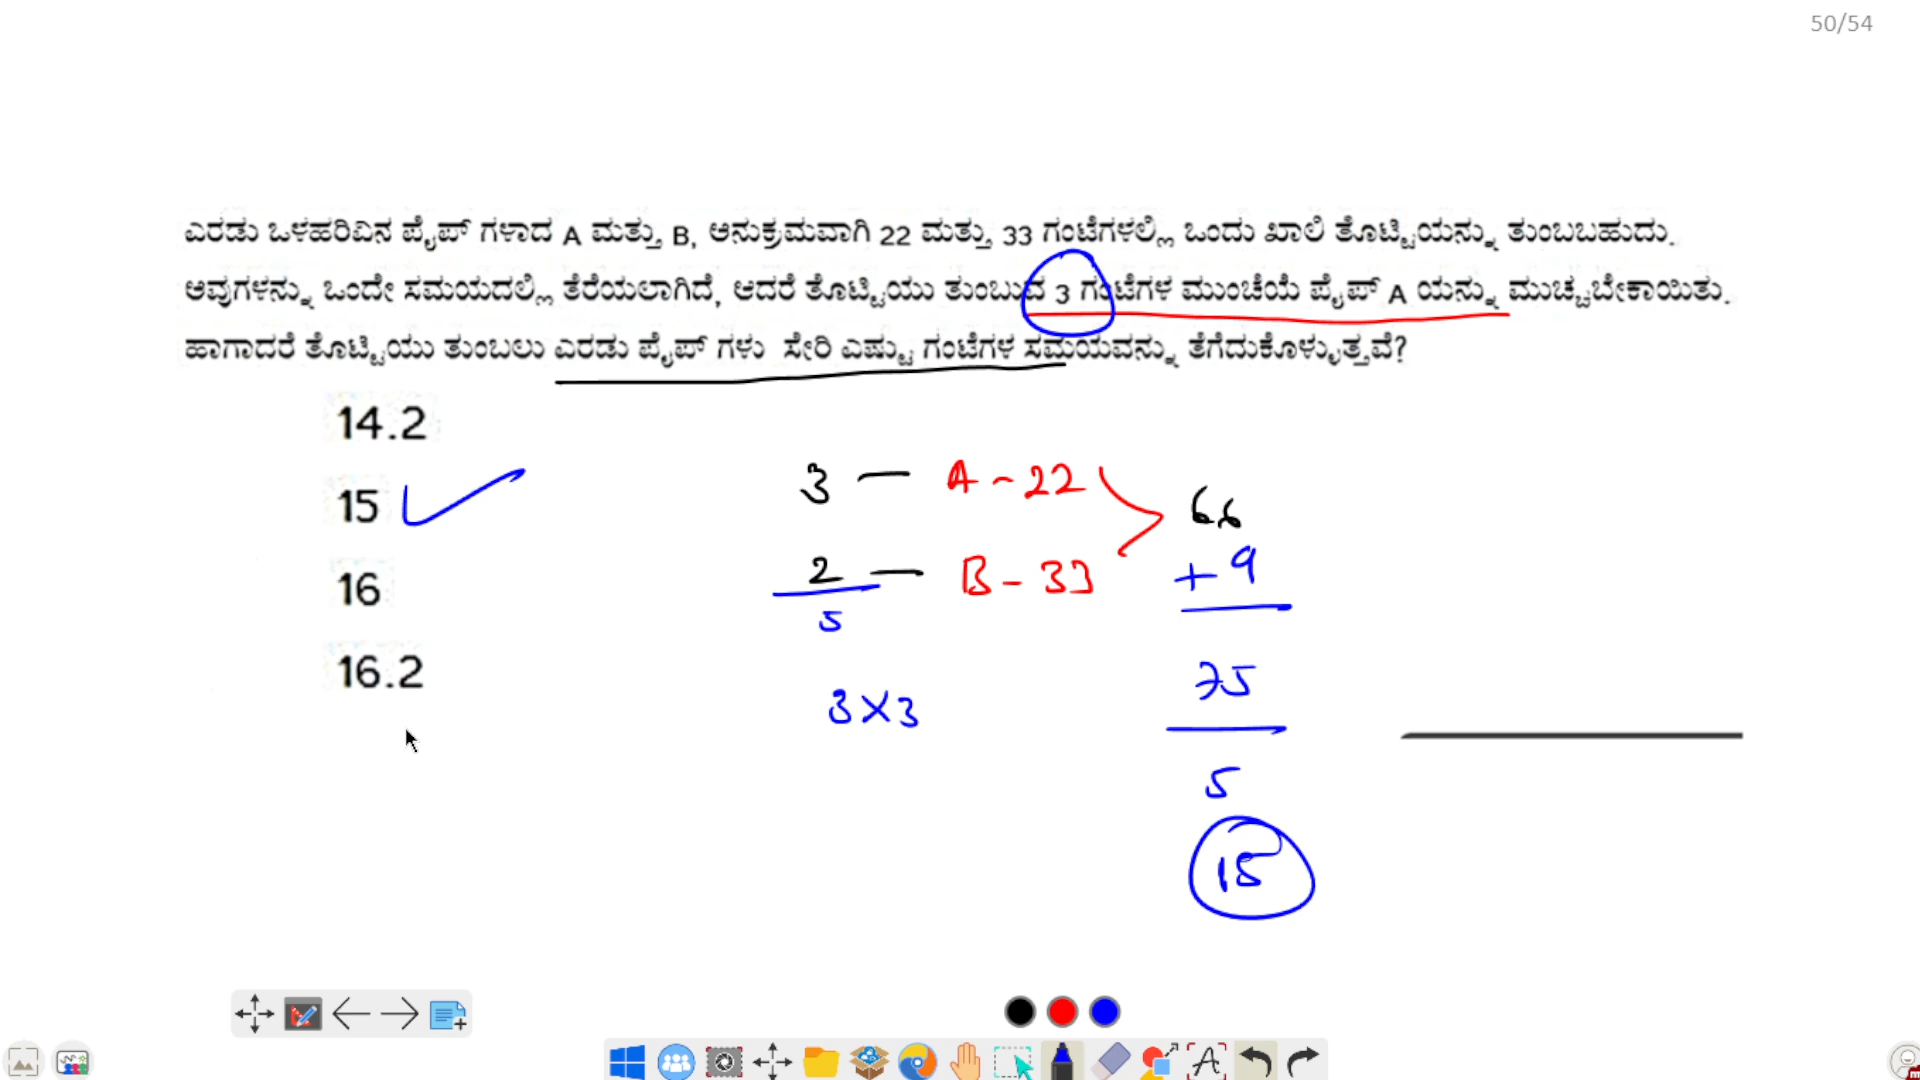 50/54
ಎರಡು ಒಳಹರಿವಿನ ಪೈಪ್ ಗಳಾದ A ಮತ್ತು B, ಅನುಕ್ರಮವಾಗಿ 22 ಮತ್ತು 33 ಗಂಟೆಗಳಲ್ಲಿ ಒಂದು ಖಾಲಿ ತೊಟ್ಟಿಯನ್ನು ತುಂಬಬಹುದು.
ಅವುಗಳನ್ನು ಒಂದೇ ಸಮಯದಲ್ಲಿ ತೆರೆಯಲಾಗಿದೆ, ಆದರೆ ತೊಟ್ಟಿಯು ತುಂಬುವ 3 ಗಂಟೆಗಳ ಮುಂಚೆಯೆ ಪೈಪ್ A ಯನ್ನು ಮುಚ್ಚಬೇಕಾಯಿತು.
ಹಾಗಾದರೆ ತೊಟ್ಟಿಯು ತುಂಬಲು ಎರಡು ಪೈಪ್ ಗಳು ಸೇರಿ ಎಷ್ಟು ಗಂಟೆಗಳ ಸಮಯವನ್ನು ತೆಗೆದುಕೊಳ್ಳುತ್ತವೆ?
14.2
15
16
16.2
3 — A - 22
2 — B - 33
5
3 X 3
66
+ 9
75
5
15